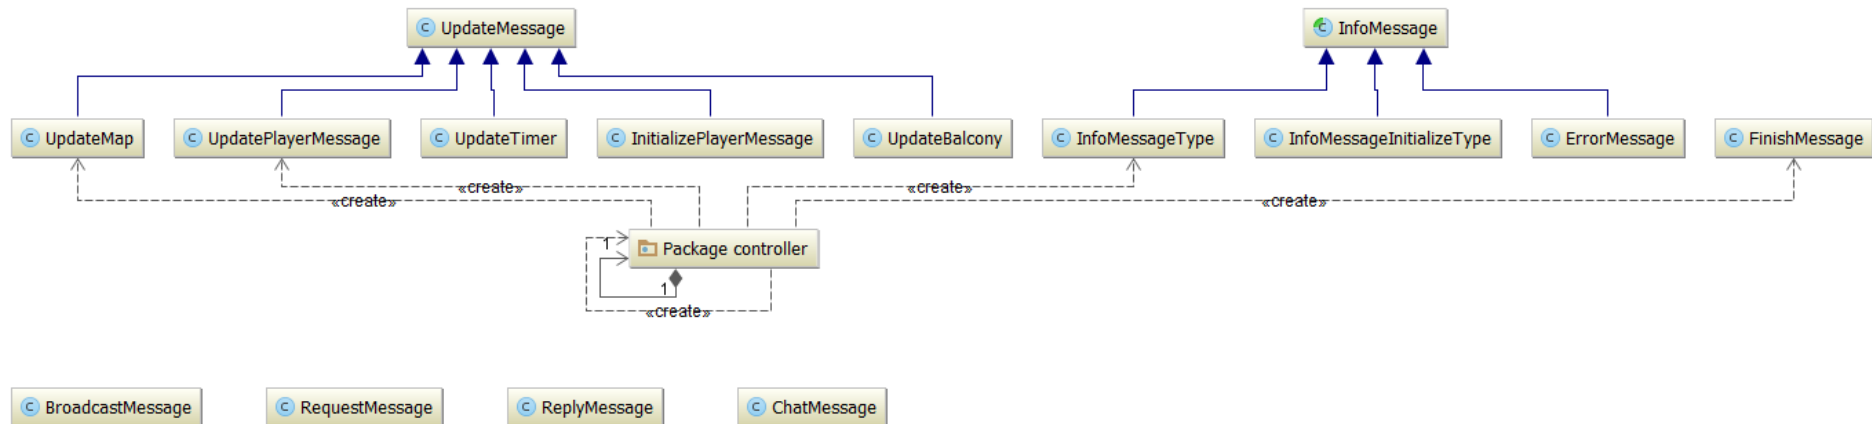 C UpdateMessage
C InfoMessage
C UpdateMap
C UpdatePlayerMessage
C UpdateTimer
C InitializePlayerMessage
C UpdateBalcony
C InfoMessageType
C InfoMessageInitializeType
C ErrorMessage
C FinishMessage
«create»
«create»
«create»
«create»
1
Package controller
1
«create»
C BroadcastMessage
C RequestMessage
C ReplyMessage
C ChatMessage